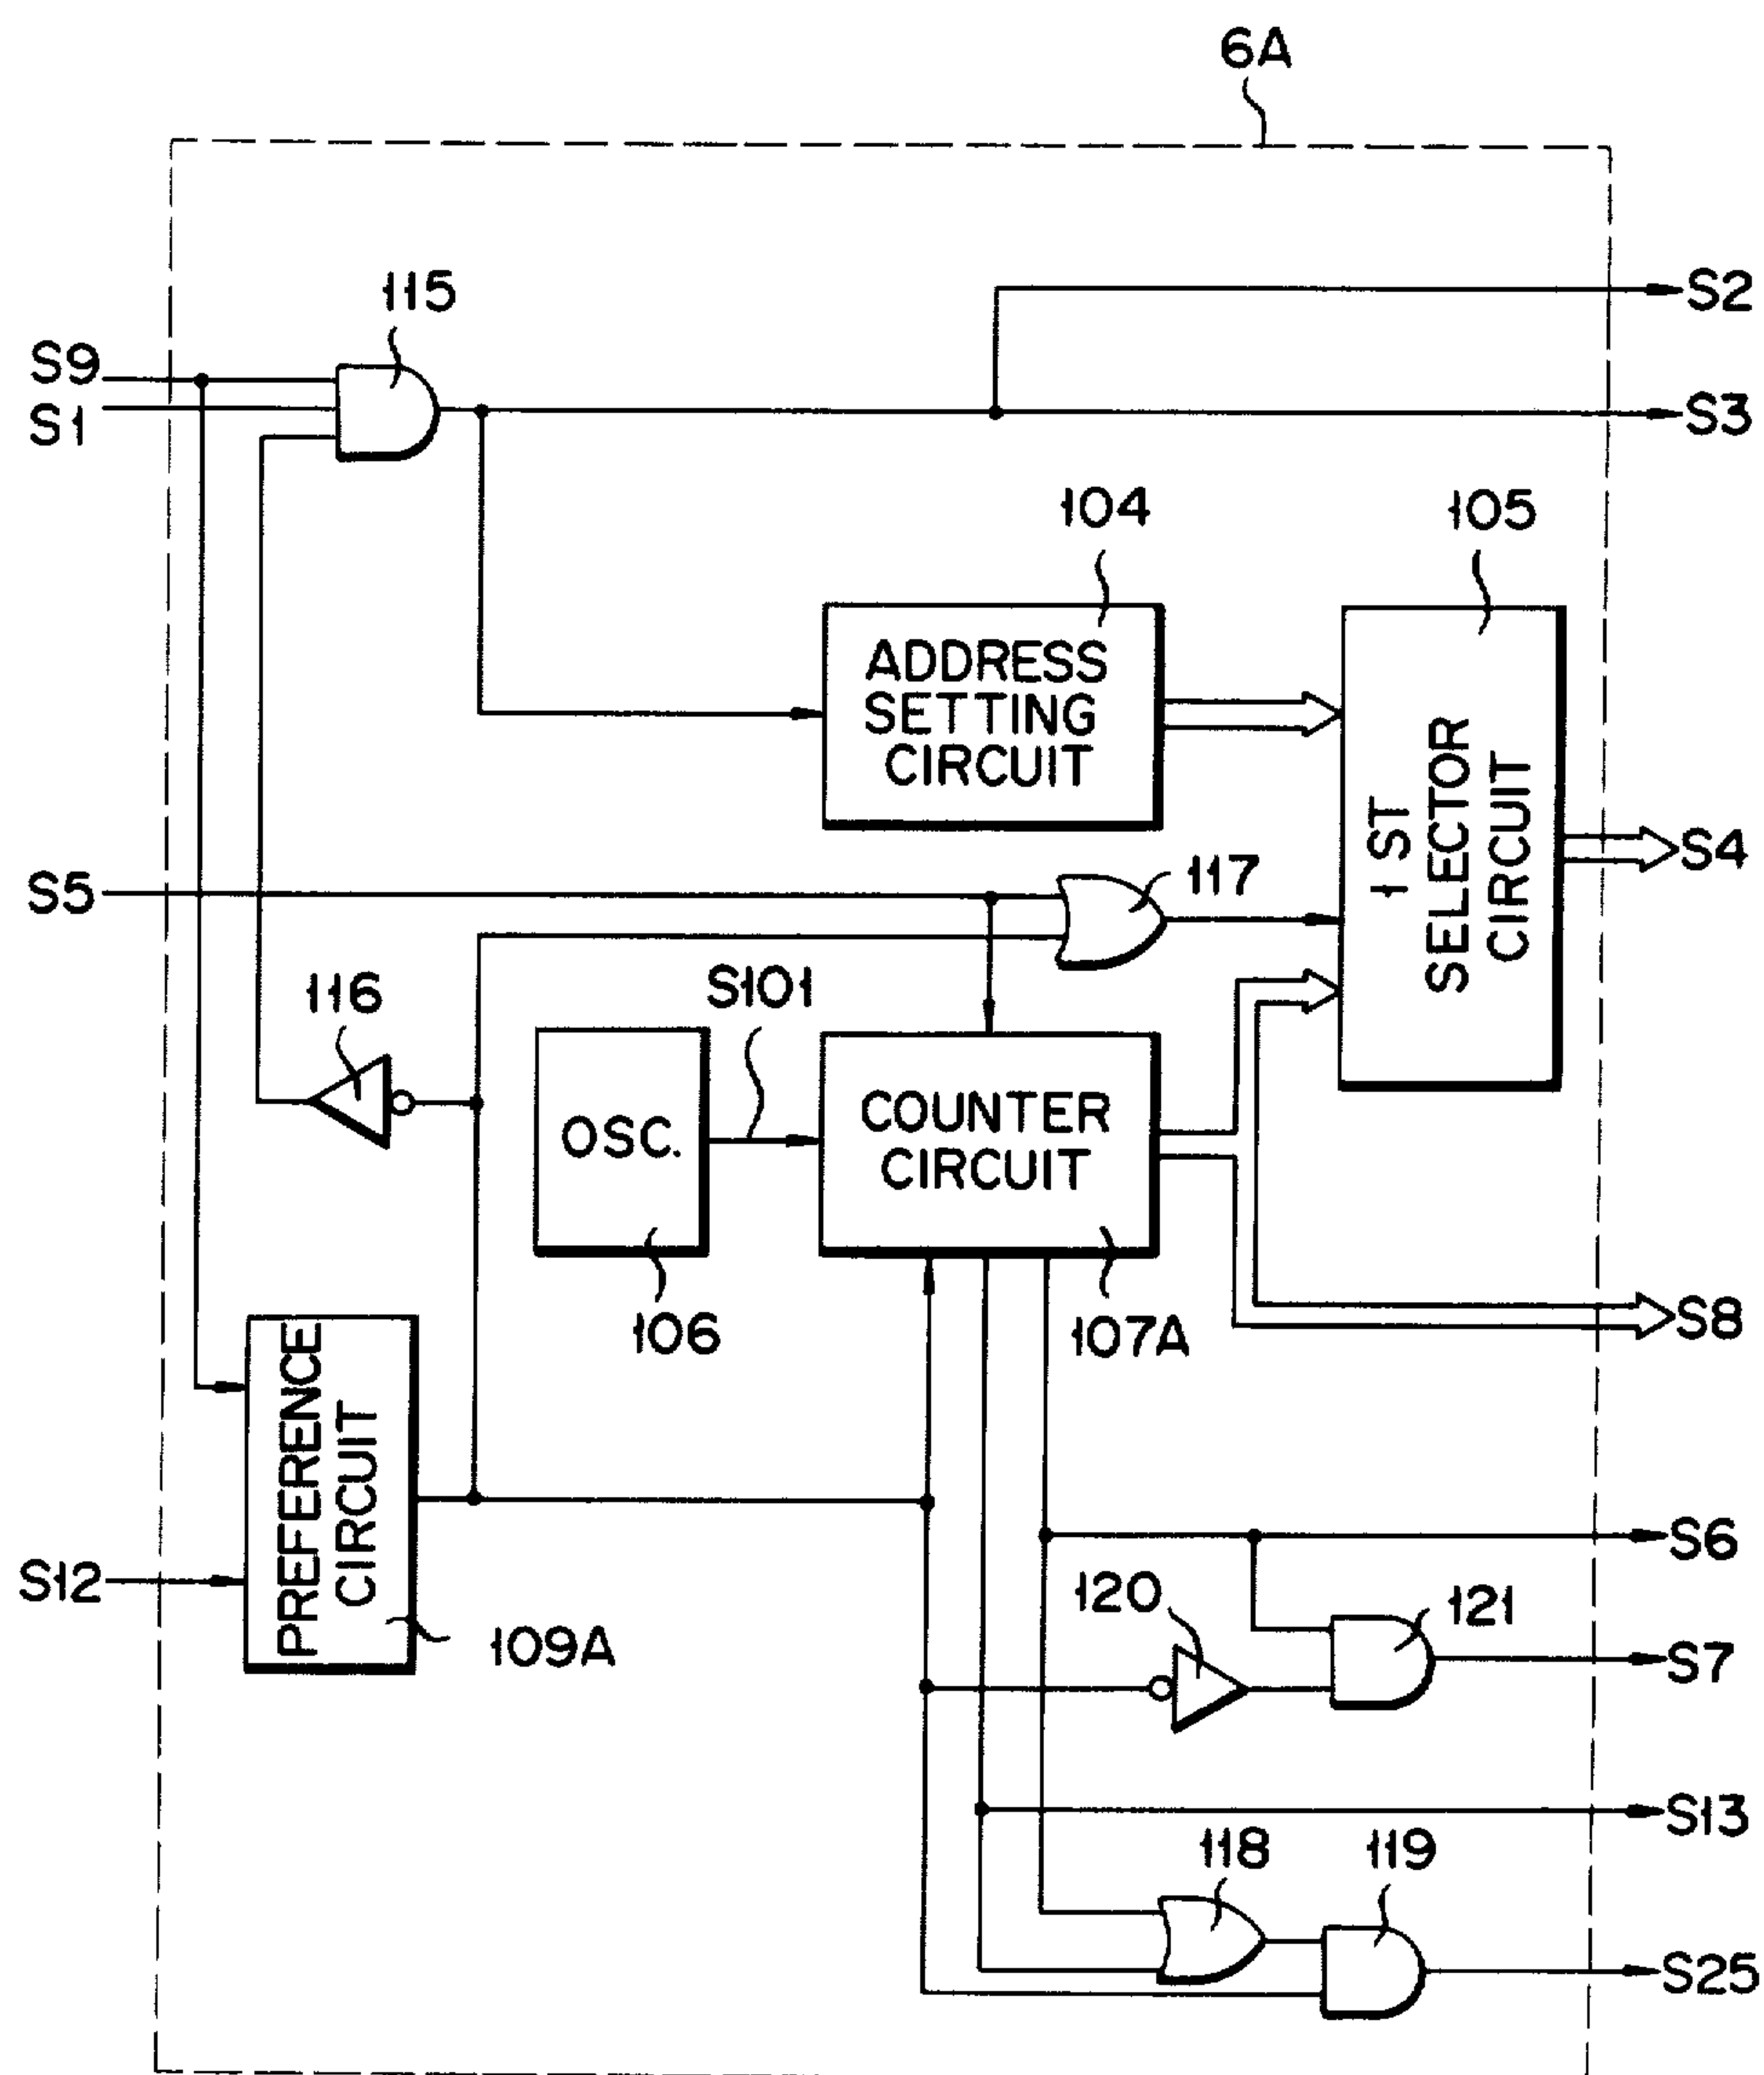 6A
115
S2
S9
S1
S3
104
105
ADDRESS
SETTING
CIRCUIT
1 ST
SELECTOR
CIRCUIT
S4
S5
117
116
S101
OSC.
COUNTER
CIRCUIT
106
107A
S8
PREFERENCE
CIRCUIT
S6
S12
109A
120
121
S7
S13
118
119
S25